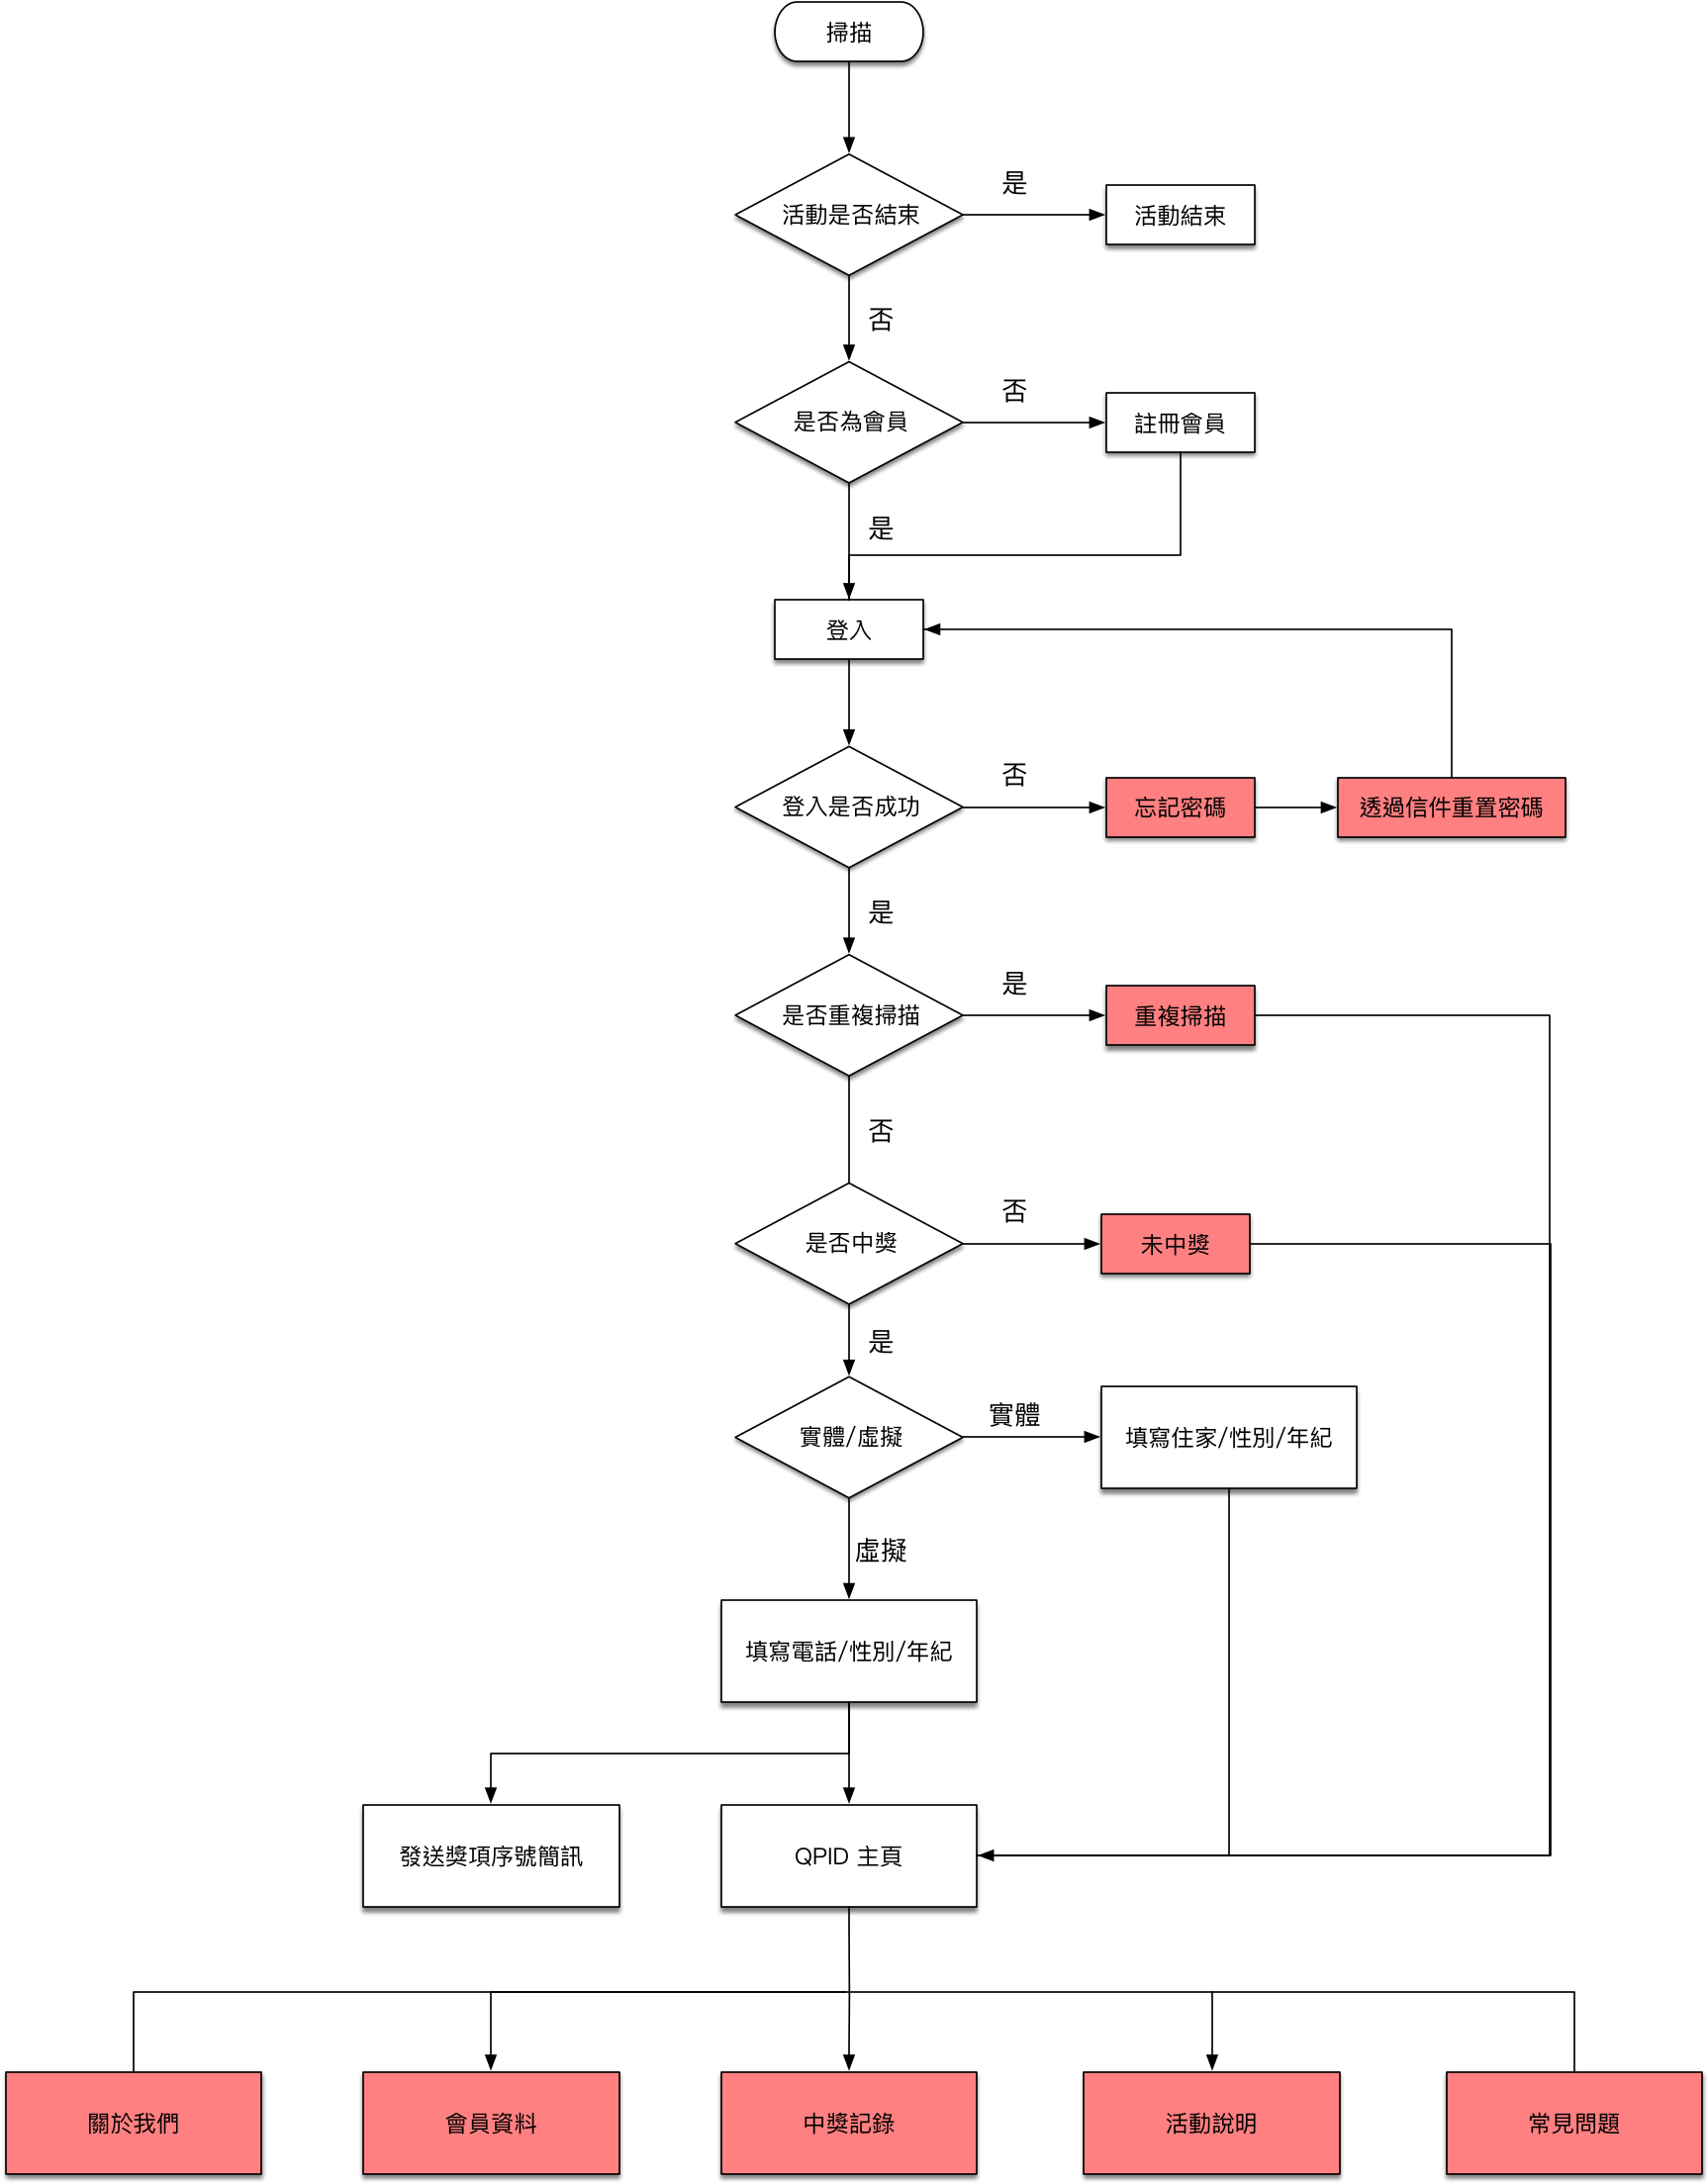 掃描
是
活動是否結束
活動結束
否
否
是否為會員
註冊會員
是
登入
否
登入是否成功
忘記密碼
透過信件重置密碼
是
是
是否重複掃描
重複掃描
否
否
是否中獎
未中獎
是
實體
實體/虛擬
填寫住家/性別/年紀
虛擬
填寫電話/性別/年紀
發送獎項序號簡訊
QPID 主頁
關於我們
會員資料
中獎記錄
活動說明
常見問題